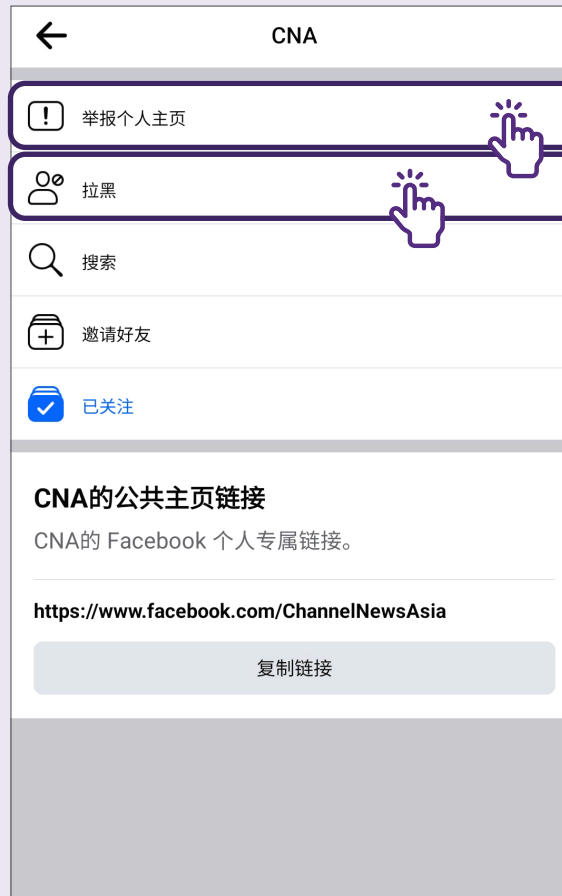 CNA
举报个人主页
拉黑
搜索
邀请好友
已关注
CNA的公共主页链接
CNA的 Facebook 个人专属链接。
https://www.facebook.com/ChannelNewsAsia
复制链接